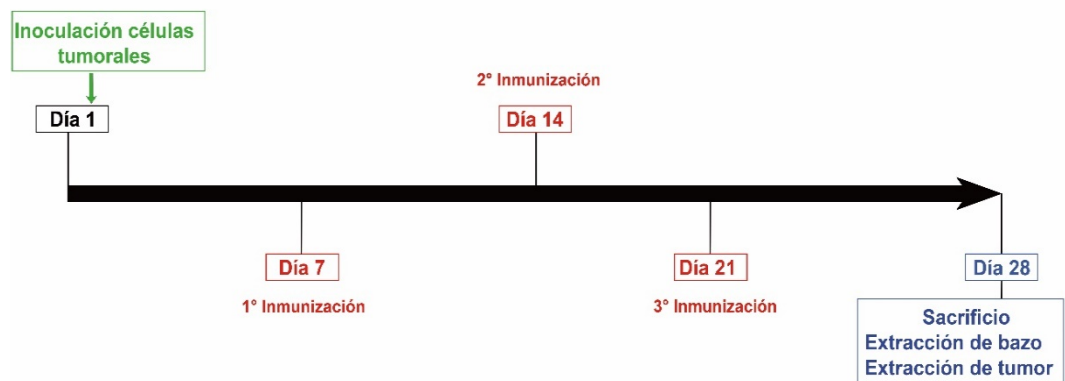 Inoculación células
tumorales
Día 1
2° Inmunización
Día 14
Día 7
1° Inmunización
Día 21
3° Inmunización
Día 28
Sacrificio
Extracción de bazo
Extracción de tumor